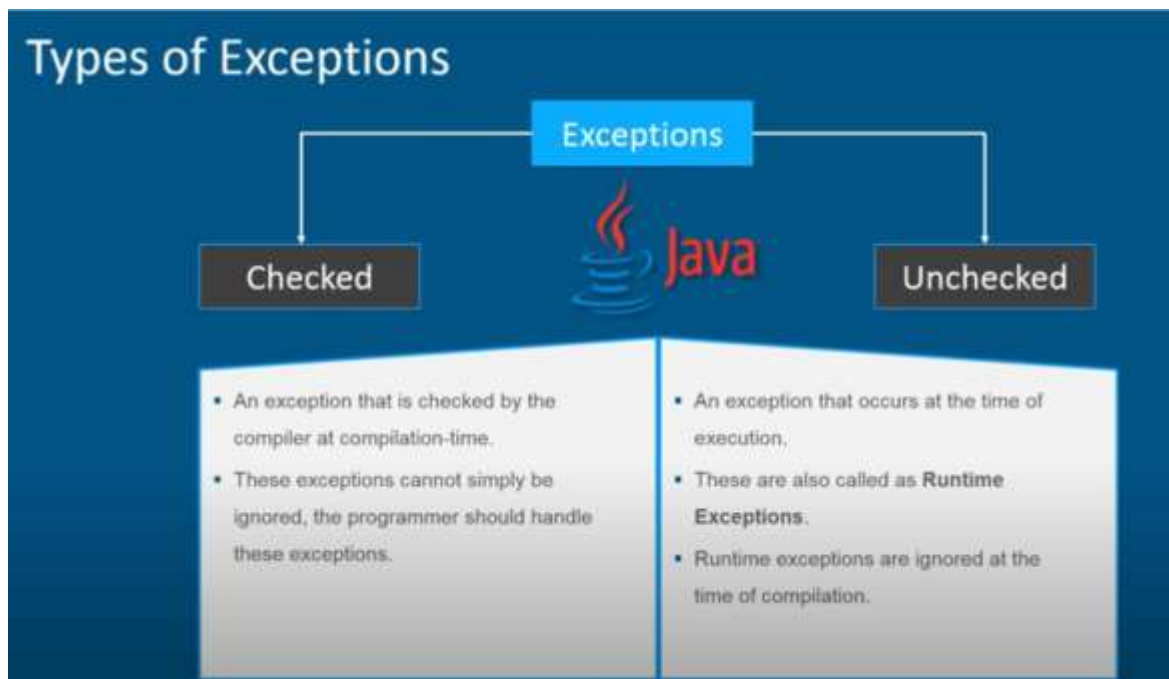 Types of Exceptions
Exceptions
Java
Checked
Unchecked
▪ An exception that is checked by the
compiler at compilation-time.
▪ These exceptions cannot simply be
ignored, the programmer should handle
these exceptions.
▪ An exception that occurs at the time of
execution.
▪ These are also called as Runtime
Exceptions.
▪ Runtime exceptions are ignored at the
time of compilation.